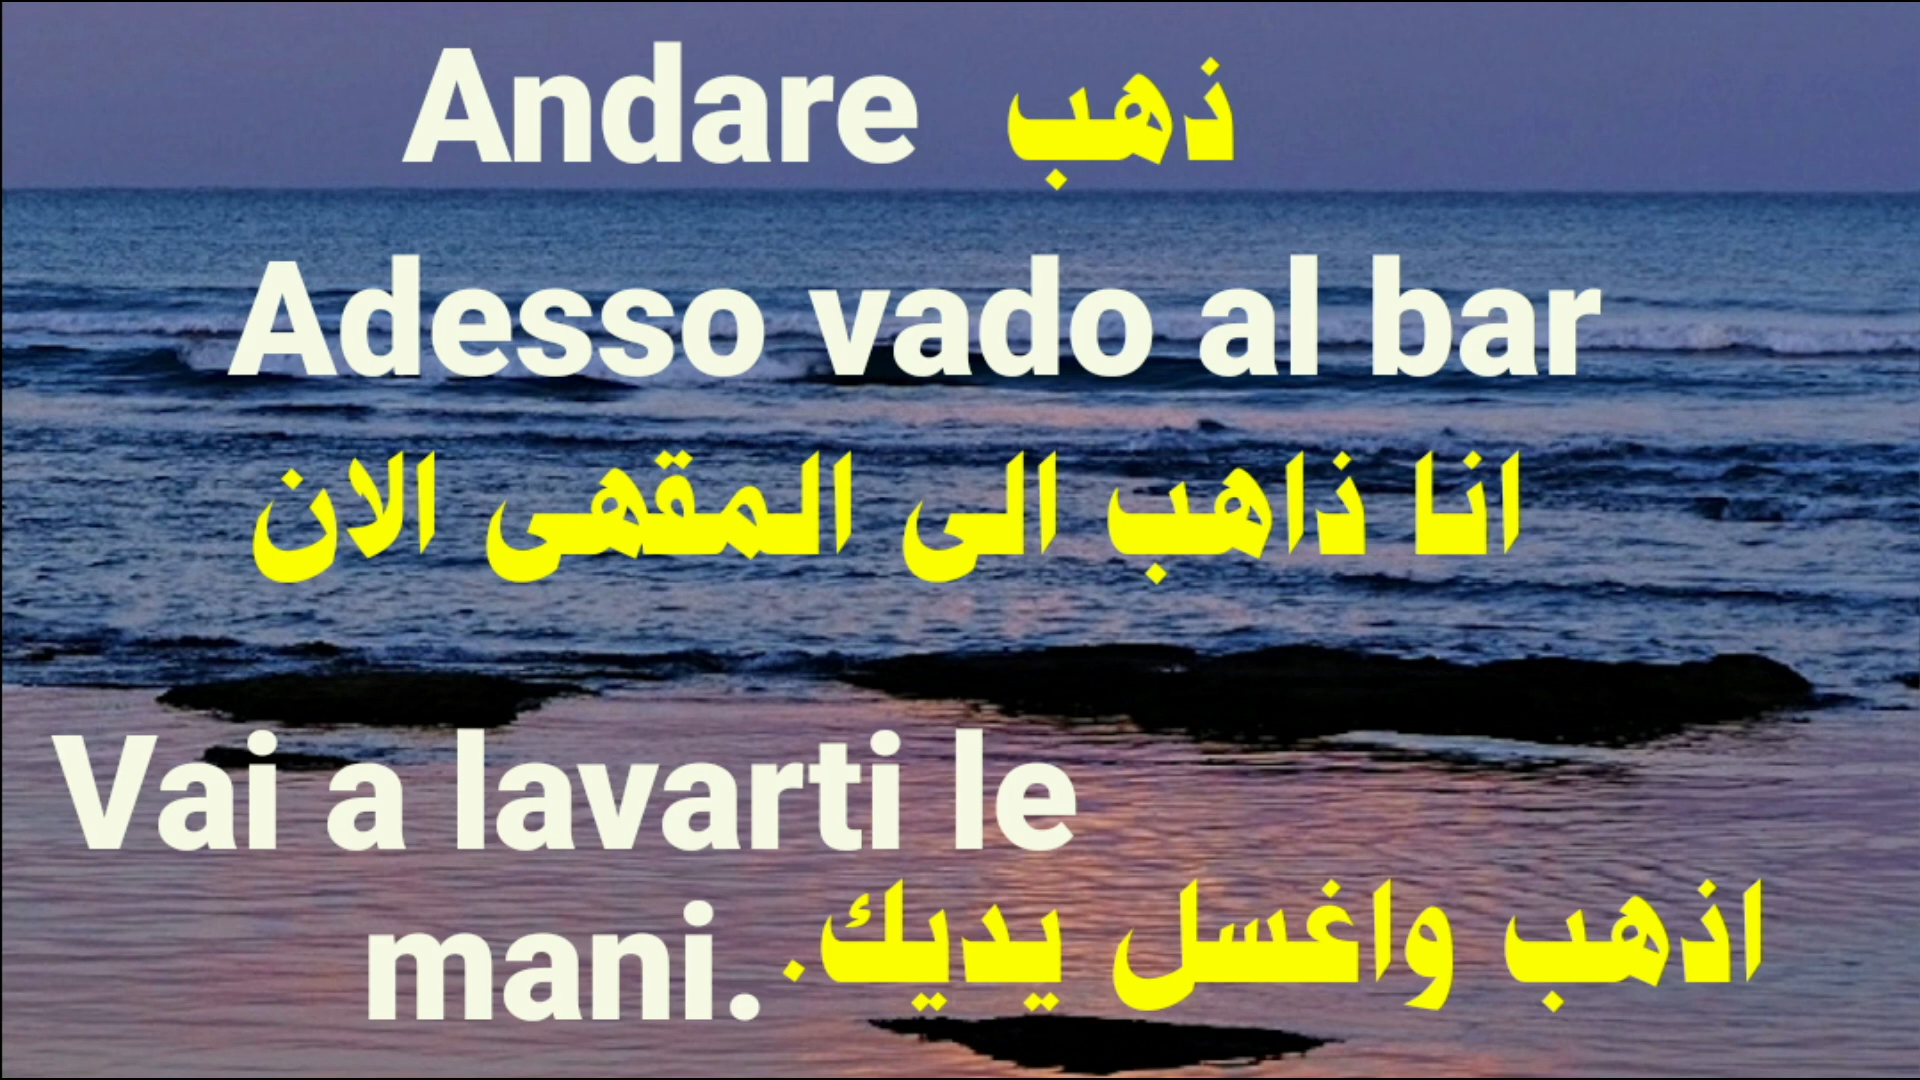 Andare ذهب
Adesso vado al bar
انا ذاهب الى المقهى الان
Vai a lavarti le
mani. اذهب واغسل يديك.